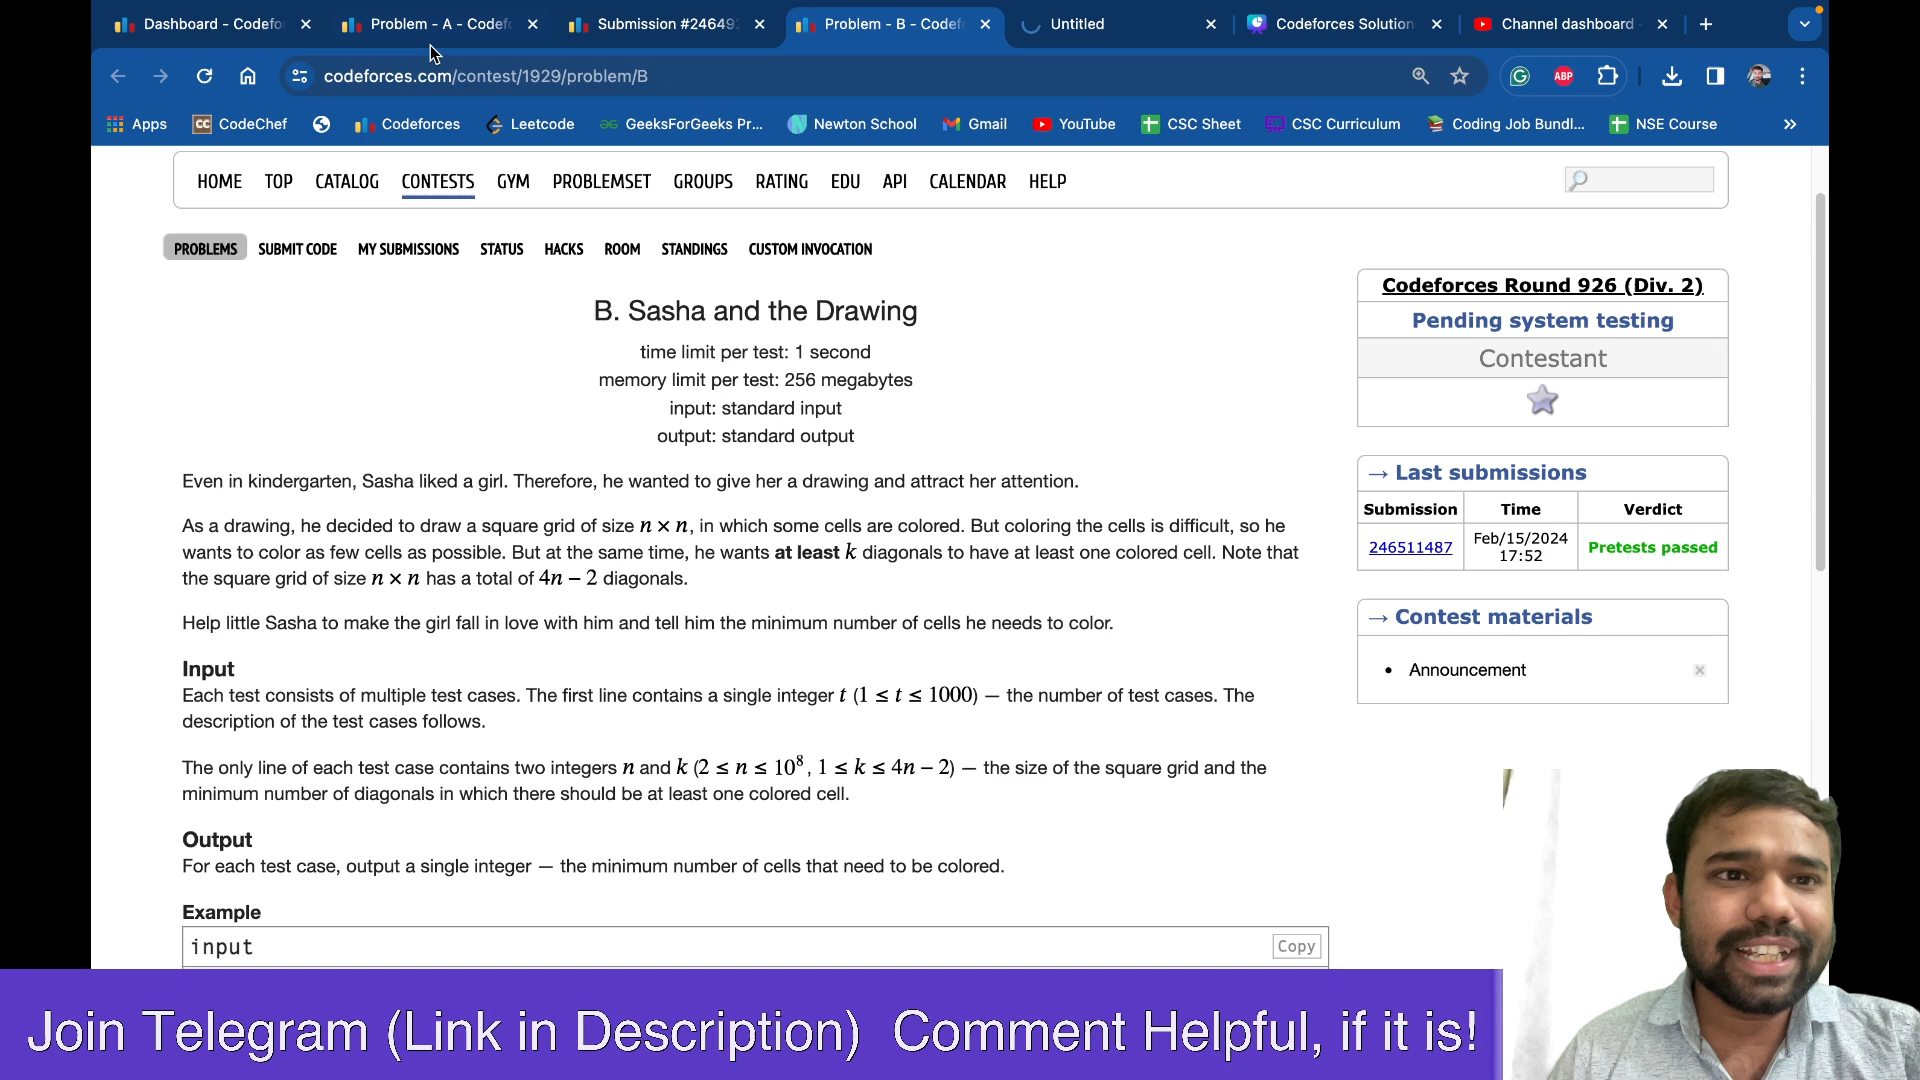 Dashboard - Codefo
Problem - A - Codef
Submission #24649
Problem - B - Codef
Untitled
Codeforces Solution
Channel dashboard
codeforces.com/contest/1929/problem/B
ABP
Apps
CC CodeChef
Codeforces
Leetcode
GeeksForGeeks Pr...
Newton School
Gmail
YouTube
CSC Sheet
CSC Curriculum
Coding Job Bundl...
NSE Course
HOME TOP CATALOG CONTESTS GYM PROBLEMSET GROUPS RATING EDU API CALENDAR HELP
PROBLEMS SUBMIT CODE MY SUBMISSIONS STATUS HACKS ROOM STANDINGS CUSTOM INVOCATION
B. Sasha and the Drawing
time limit per test: 1 second
memory limit per test: 256 megabytes
input: standard input
output: standard output
Even in kindergarten, Sasha liked a girl. Therefore, he wanted to give her a drawing and attract her attention.
As a drawing, he decided to draw a square grid of size n × n, in which some cells are colored. But coloring the cells is difficult, so he
wants to color as few cells as possible. But at the same time, he wants at least k diagonals to have at least one colored cell. Note that
the square grid of size n × n has a total of 4n − 2 diagonals.
Help little Sasha to make the girl fall in love with him and tell him the minimum number of cells he needs to color.
Input
Each test consists of multiple test cases. The first line contains a single integer t (1 ≤ t ≤ 1000) — the number of test cases. The
description of the test cases follows.
The only line of each test case contains two integers n and k (2 ≤ n ≤ 10⁸, 1 ≤ k ≤ 4n − 2) — the size of the square grid and the
minimum number of diagonals in which there should be at least one colored cell.
Output
For each test case, output a single integer — the minimum number of cells that need to be colored.
Example
input
Copy
Codeforces Round 926 (Div. 2)
Pending system testing
Contestant
→ Last submissions
Submission Time Verdict
246511487 Feb/15/2024 17:52 Pretests passed
→ Contest materials
• Announcement
Join Telegram (Link in Description) Comment Helpful, if it is!